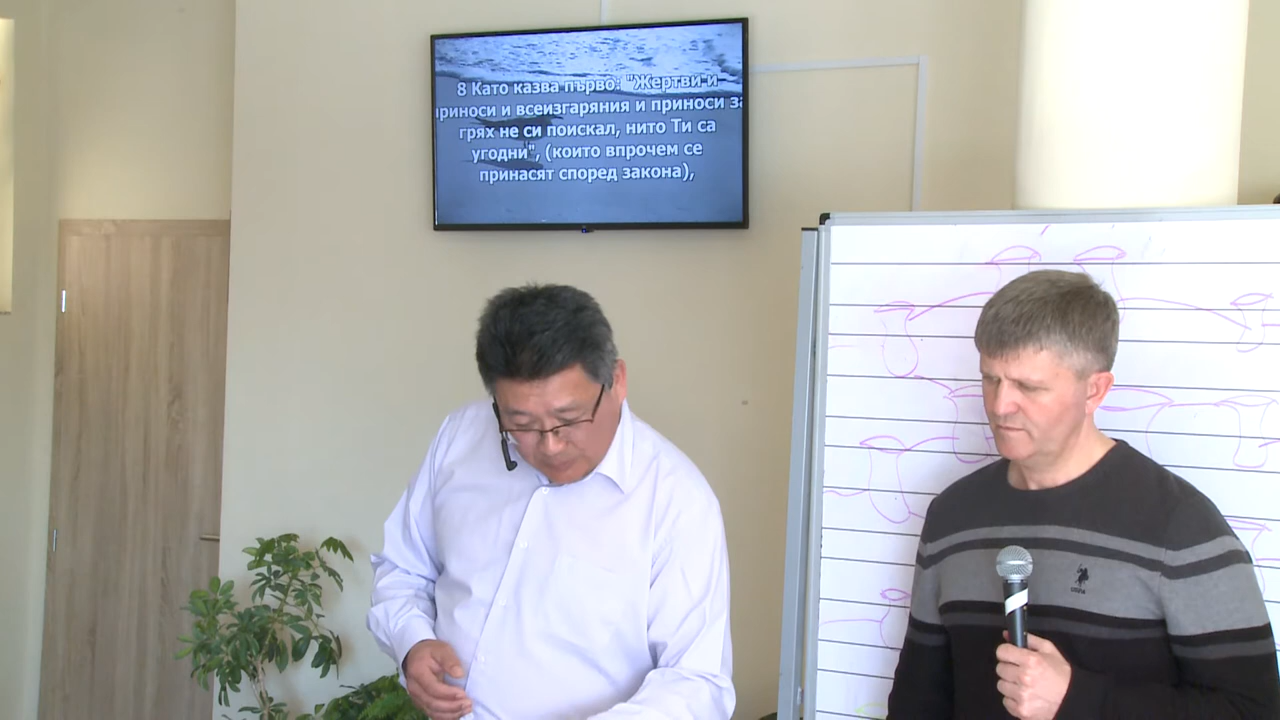 8 Като казва първо: "Жертви и
приноси и всеизгаряния и приноси за
грях не си поискал, нито Ти са
угодни", (които впрочем се
принасят според закона),